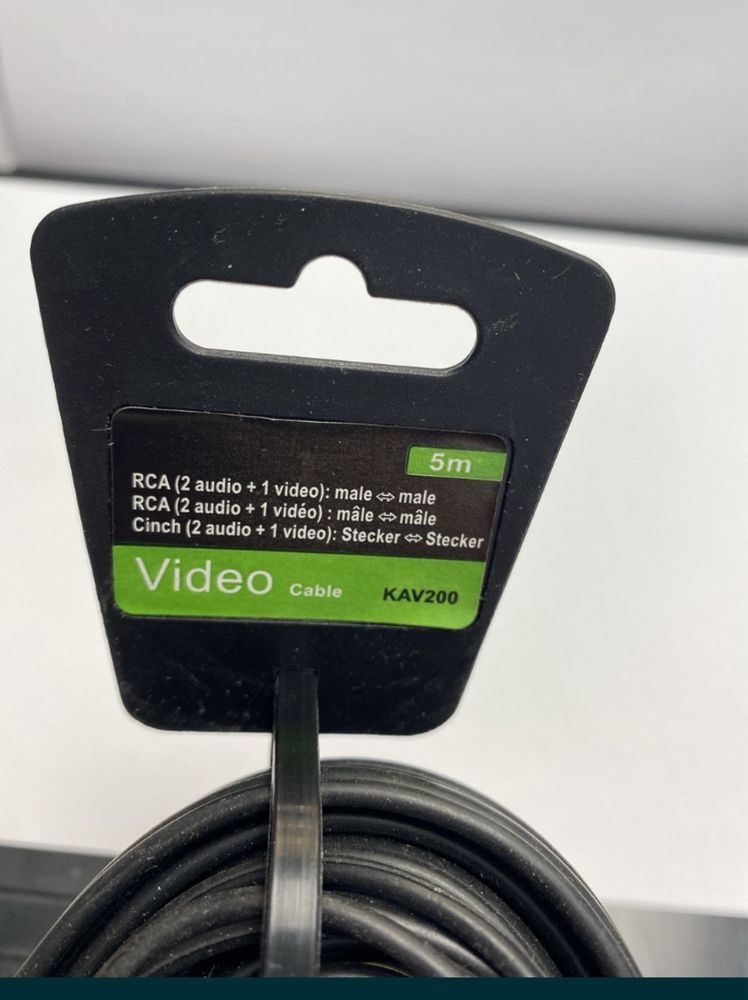 5m
RCA (2 audio + 1 video): male ⇔ male
RCA (2 audio + 1 vidéo) : mâle ⇔ mâle
Cinch (2 audio + 1 video): Stecker ⇔ Stecker
Video Cable KAV200